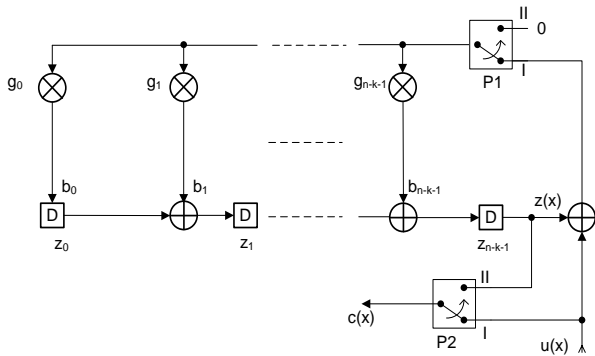 II
0
g0
g1
gn-k-1
I
P1
b0
b1
bn-k-1
z(x)
D
D
D
z0
z1
zn-k-1
II
c(x)
I
P2
u(x)